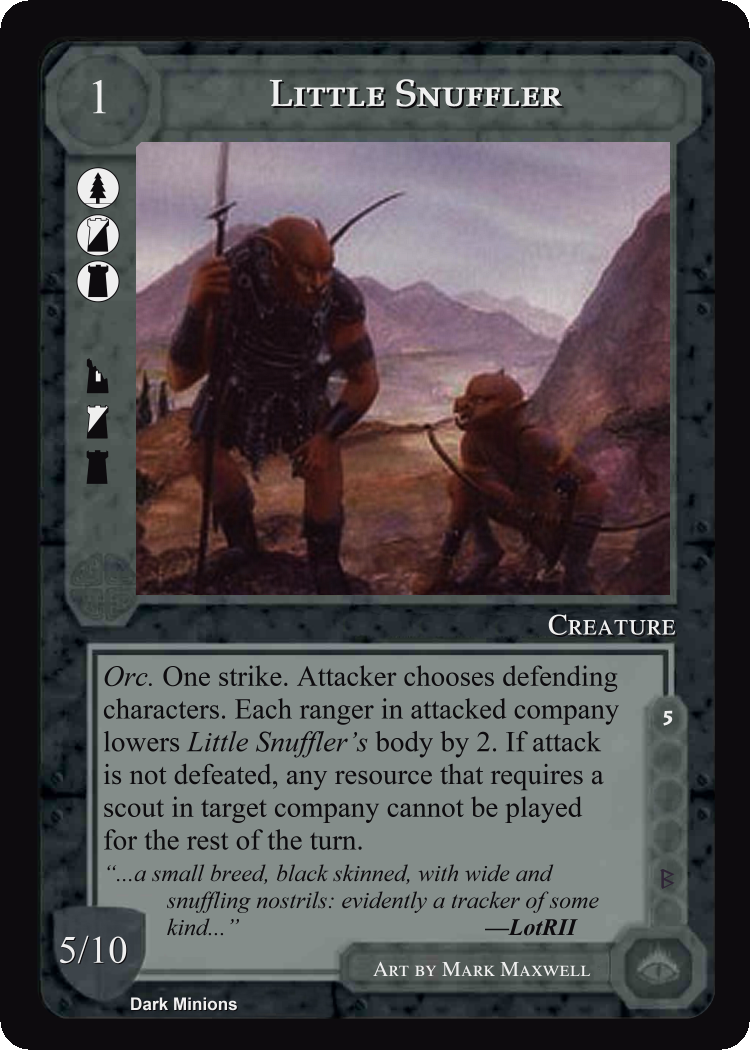 1
Little Snuffler
Creature
Orc. One strike. Attacker chooses defending
characters. Each ranger in attacked company
lowers Little Snuffler's body by 2. If attack
is not defeated, any resource that requires a
scout in target company cannot be played
for the rest of the turn.
"...a small breed, black skinned, with wide and
snuffling nostrils: evidently a tracker of some
kind..."
—LotRII
5
5/10
Art by Mark Maxwell
Dark Minions